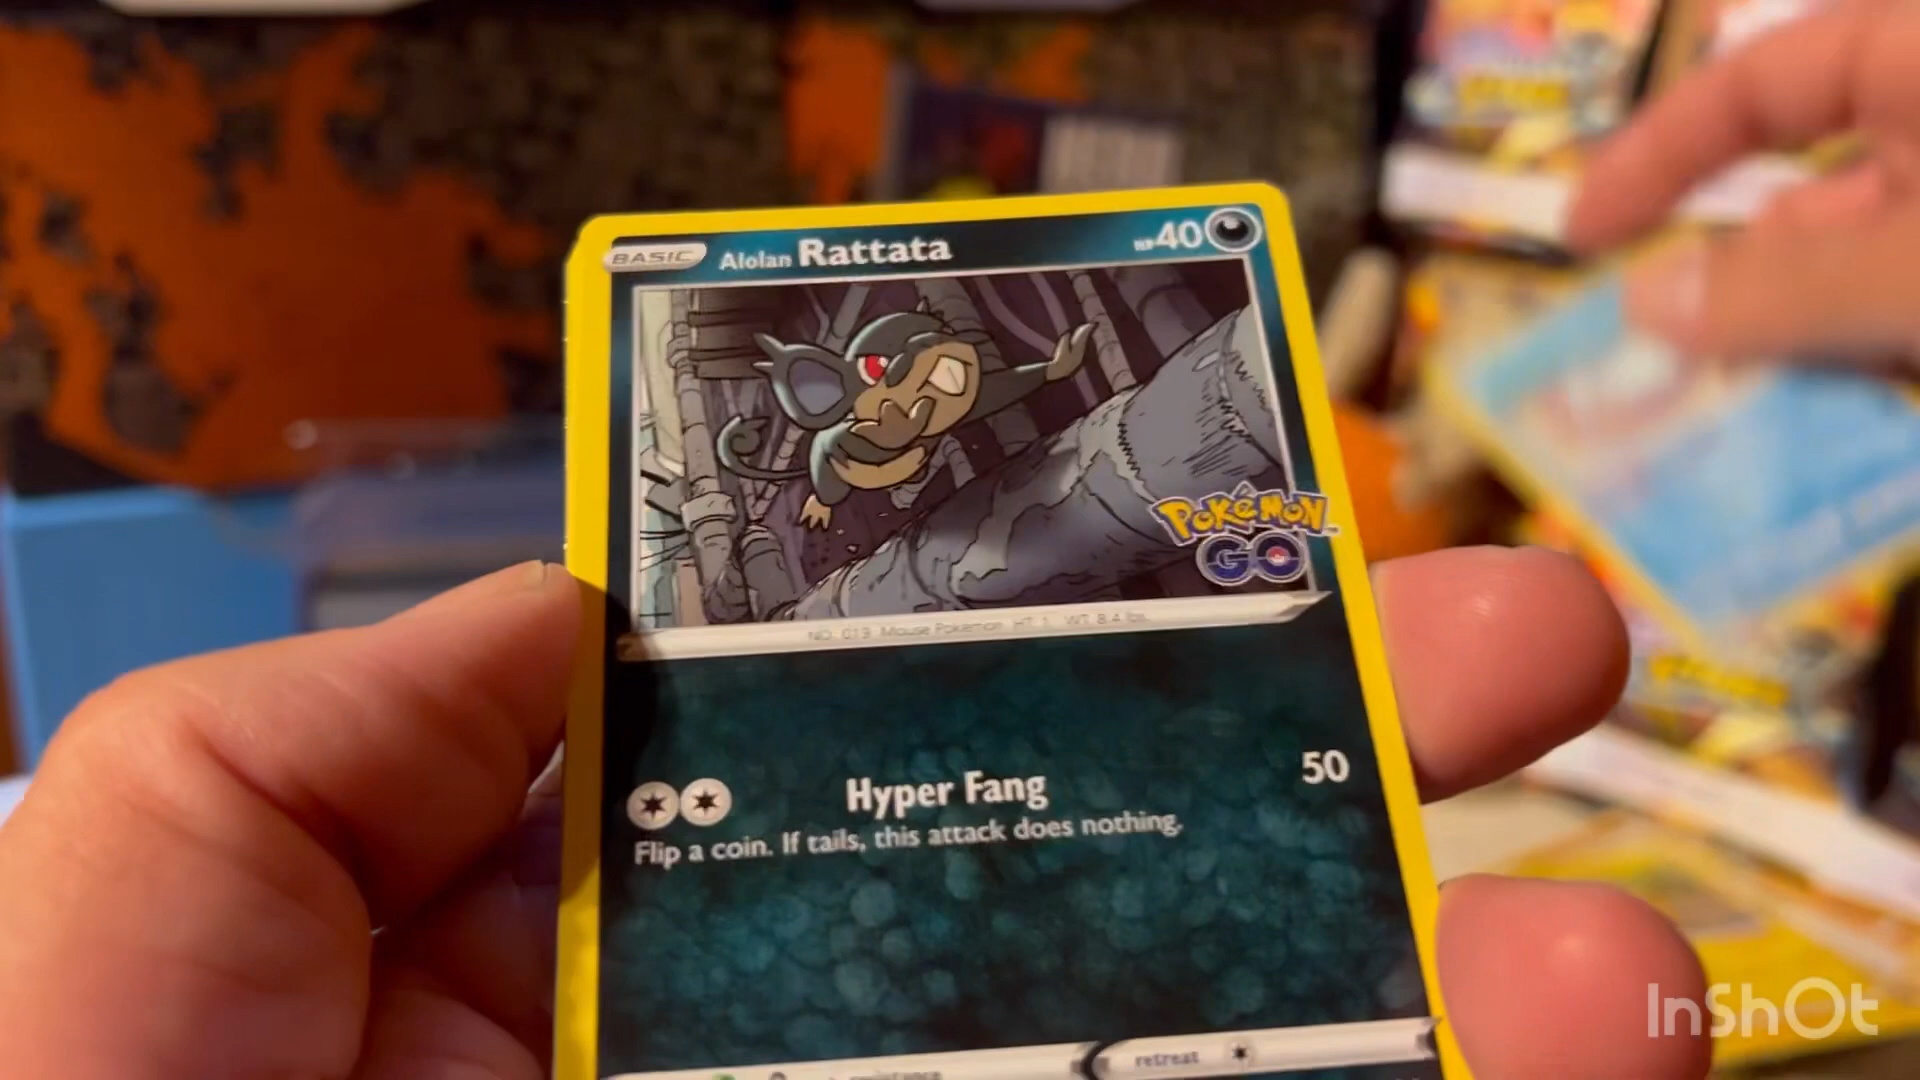 BASIC Alolan Rattata HP 40
POKÉMON
GO
NO. 019 Mouse Pokémon HT 1 WT 8.4 lbs.
Hyper Fang 50
Flip a coin. If tails, this attack does nothing.
resistance retreat
InShOt